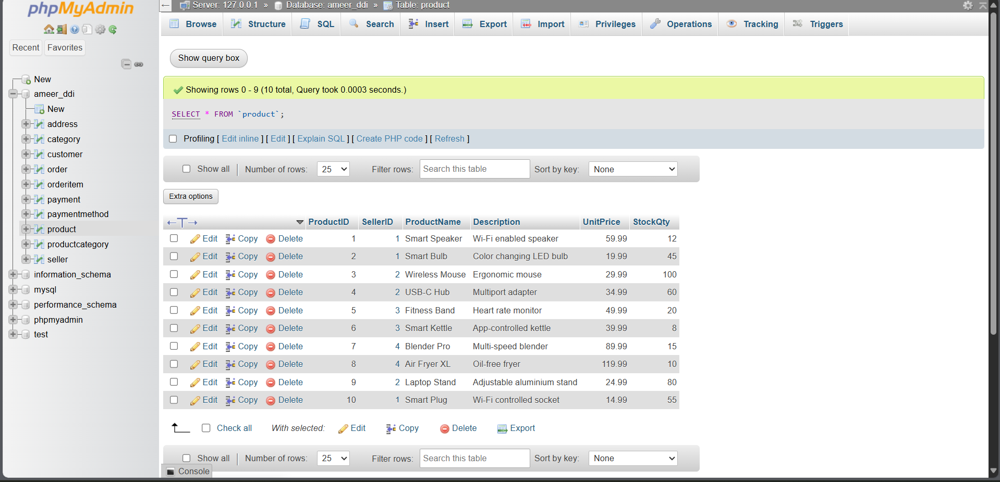 phpMyAdmin
Recent Favorites
New
ameer_ddi
New
address
category
customer
order
orderitem
payment
paymentmethod
product
productcategory
seller
information_schema
mysql
performance_schema
phpmyadmin
test
← Server: 127.0.0.1 » Database: ameer_ddi » Table: product
Browse Structure SQL Search Insert Export Import Privileges Operations Tracking Triggers
Show query box
Showing rows 0 - 9 (10 total, Query took 0.0003 seconds.)
SELECT * FROM `product`;
Profiling [ Edit inline ] [ Edit ] [ Explain SQL ] [ Create PHP code ] [ Refresh ]
Show all Number of rows: 25 Filter rows: Search this table Sort by key: None
Extra options
←T→ ProductID SellerID ProductName Description UnitPrice StockQty
Edit Copy Delete 1 1 Smart Speaker Wi-Fi enabled speaker 59.99 12
Edit Copy Delete 2 1 Smart Bulb Color changing LED bulb 19.99 45
Edit Copy Delete 3 2 Wireless Mouse Ergonomic mouse 29.99 100
Edit Copy Delete 4 2 USB-C Hub Multiport adapter 34.99 60
Edit Copy Delete 5 3 Fitness Band Heart rate monitor 49.99 20
Edit Copy Delete 6 3 Smart Kettle App-controlled kettle 39.99 8
Edit Copy Delete 7 4 Blender Pro Multi-speed blender 89.99 15
Edit Copy Delete 8 4 Air Fryer XL Oil-free fryer 119.99 10
Edit Copy Delete 9 2 Laptop Stand Adjustable aluminium stand 24.99 80
Edit Copy Delete 10 1 Smart Plug Wi-Fi controlled socket 14.99 55
Check all With selected: Edit Copy Delete Export
Show all Number of rows: 25 Filter rows: Search this table Sort by key: None
Console